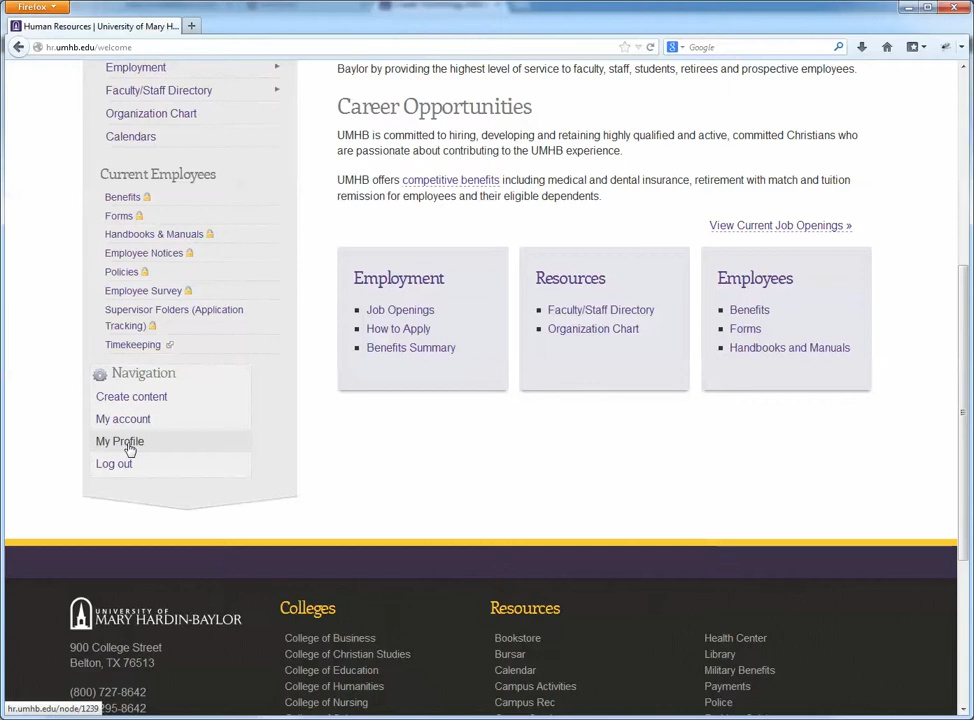 Firefox
Human Resources | University of Mary H...
hr.umhb.edu/welcome
Google
Employment
Faculty/Staff Directory
Organization Chart
Calendars
Current Employees
Benefits
Forms
Handbooks & Manuals
Employee Notices
Policies
Employee Survey
Supervisor Folders (Application
Tracking)
Timekeeping
Navigation
Create content
My account
My Profile
Log out
Baylor by providing the highest level of service to faculty, staff, students, retirees and prospective employees.
Career Opportunities
UMHB is committed to hiring, developing and retaining highly qualified and active, committed Christians who
are passionate about contributing to the UMHB experience.
UMHB offers competitive benefits including medical and dental insurance, retirement with match and tuition
remission for employees and their eligible dependents.
View Current Job Openings »
Employment
Job Openings
How to Apply
Benefits Summary
Resources
Faculty/Staff Directory
Organization Chart
Employees
Benefits
Forms
Handbooks and Manuals
UNIVERSITY OF
MARY HARDIN-BAYLOR
900 College Street
Belton, TX 76513
(800) 727-8642
295-8642
Colleges
College of Business
College of Christian Studies
College of Education
College of Humanities
College of Nursing
Resources
Bookstore
Bursar
Calendar
Campus Activities
Campus Rec
Health Center
Library
Military Benefits
Payments
Police
hr.umhb.edu/node/1239